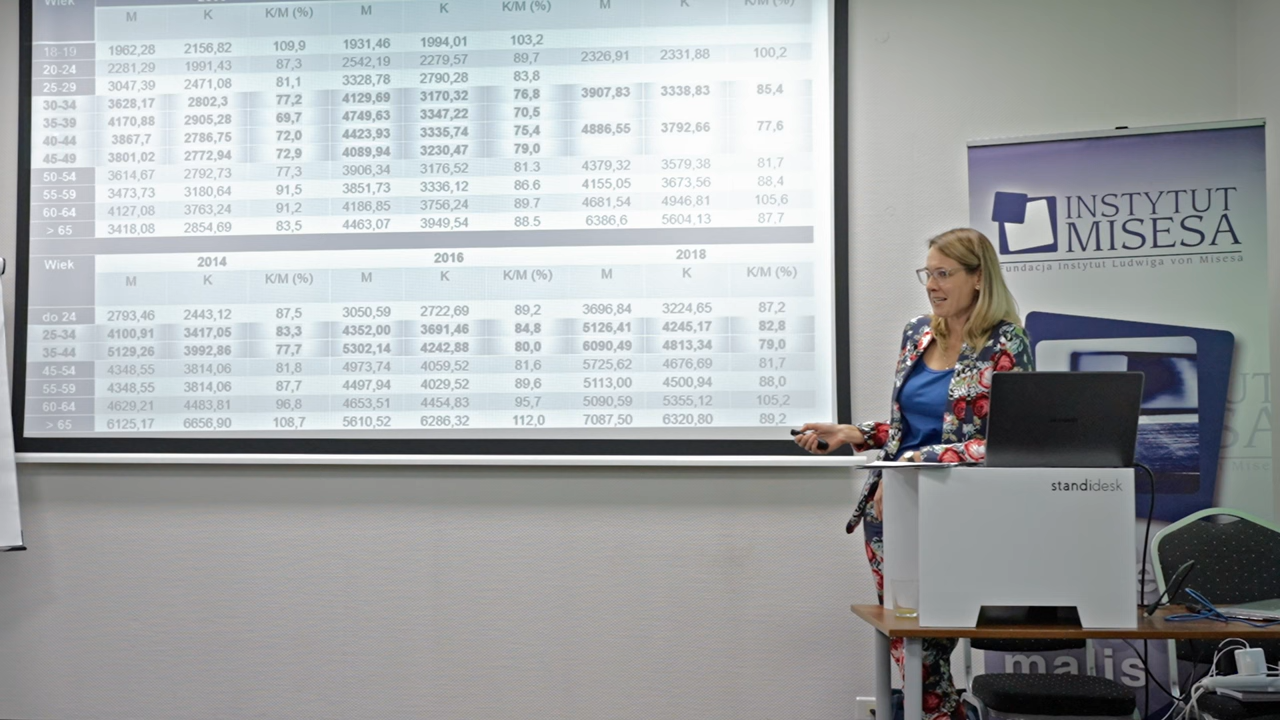 Wiek
M K K/M (%) M K K/M (%) M K K/M (%)
18-19 1962,28 2156,82 109,9 1931,46 1994,01 103,2
20-24 2281,29 1991,43 87,3 2542,19 2279,57 89,7 2326,91 2331,88 100,2
25-29 3047,39 2471,08 81,1 3328,78 2790,28 83,8
30-34 3628,17 2802,3 77,2 4129,69 3170,32 76,8 3907,83 3338,83 85,4
35-39 4170,88 2905,28 69,7 4749,63 3347,22 70,5
40-44 3867,7 2786,75 72,0 4423,93 3335,74 75,4 4886,55 3792,66 77,6
45-49 3801,02 2772,94 72,9 4089,94 3230,47 79,0
50-54 3614,67 2792,73 77,3 3906,34 3176,52 81.3 4379,32 3579,38 81,7
55-59 3473,73 3180,64 91,5 3851,73 3336,12 86.6 4155,05 3673,56 88,4
60-64 4127,08 3763,24 91,2 4186,85 3756,24 89.7 4681,54 4946,81 105,6
> 65 3418,08 2854,69 83,5 4463,07 3949,54 88.5 6386,6 5604,13 87,7
Wiek 2014 2016 2018
M K K/M (%) M K K/M (%) M K K/M (%)
do 24 2793,46 2443,12 87,5 3050,59 2722,69 89,2 3696,84 3224,65 87,2
25-34 4100,91 3417,05 83,3 4352,00 3691,46 84,8 5126,41 4245,17 82,8
35-44 5129,26 3992,86 77,7 5302,14 4242,88 80,0 6090,49 4813,34 79,0
45-54 4348,55 3814,06 81,8 4973,74 4059,52 81,6 5725,62 4676,69 81,7
55-59 4348,55 3814,06 87,7 4497,94 4029,52 89,6 5113,00 4500,94 88,0
60-64 4629,21 4483,81 96,8 4653,51 4454,83 95,7 5090,59 5355,12 105,2
> 65 6125,17 6656,90 108,7 5610,52 6286,32 112,0 7087,50 6320,80 89,2
INSTYTUT
MISESA
Fundacja Instytut Ludwiga von Misesa
standidesk
malis